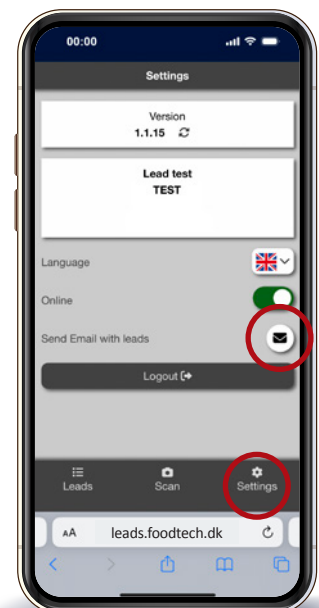 00:00
Settings
Version
1.1.15
Lead test
TEST
Language
Online
Send Email with leads
Logout
Leads
Scan
Settings
AA
leads.foodtech.dk